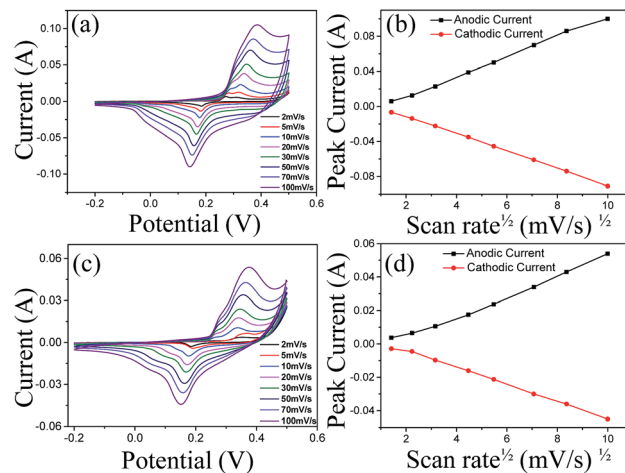 (a)
Current (A)
0.10
0.05
0.00
-0.05
-0.10
-0.2
0.0
0.2
0.4
0.6
Potential (V)
2mV/s
5mV/s
10mV/s
20mV/s
30mV/s
50mV/s
70mV/s
100mV/s
(b)
Anodic Current
Cathodic Current
Peak Current (A)
0.08
0.04
0.00
-0.04
-0.08
2
4
6
8
10
Scan rate½ (mV/s) ½
(c)
Current (A)
0.06
0.03
0.00
-0.03
-0.06
-0.2
0.0
0.2
0.4
0.6
Potential (V)
2mV/s
5mV/s
10mV/s
20mV/s
30mV/s
50mV/s
70mV/s
100mV/s
(d)
Anodic Current
Cathodic Current
Peak Current (A)
0.06
0.04
0.02
0.00
-0.02
-0.04
2
4
6
8
10
Scan rate½ (mV/s) ½